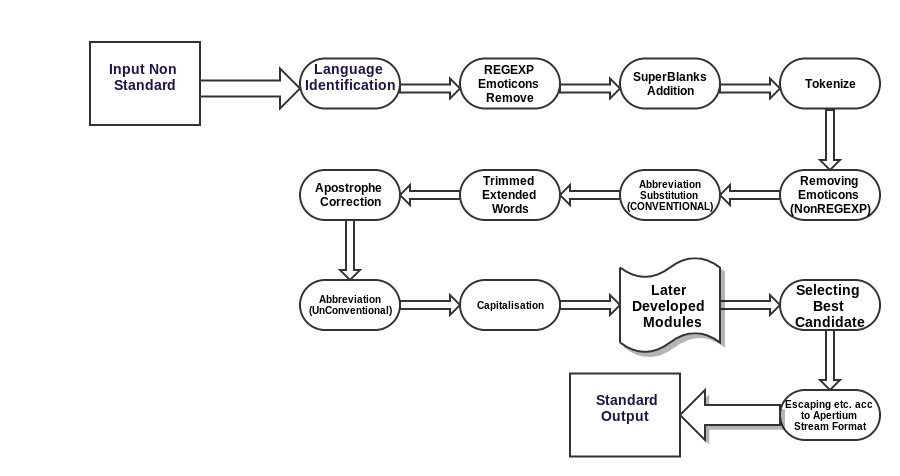 Input Non
Standard
Language
Identification
REGEXP
Emoticons
Remove
SuperBlanks
Addition
Tokenize
Removing
Emoticons
(NonREGEXP)
Abbreviation
Substitution
(CONVENTIONAL)
Trimmed
Extended
Words
Apostrophe
Correction
Abbreviation
(UnConventional)
Capitalisation
Later
Developed
Modules
Selecting
Best
Candidate
Escaping etc. acc
to Apertium
Stream Format
Standard
Output